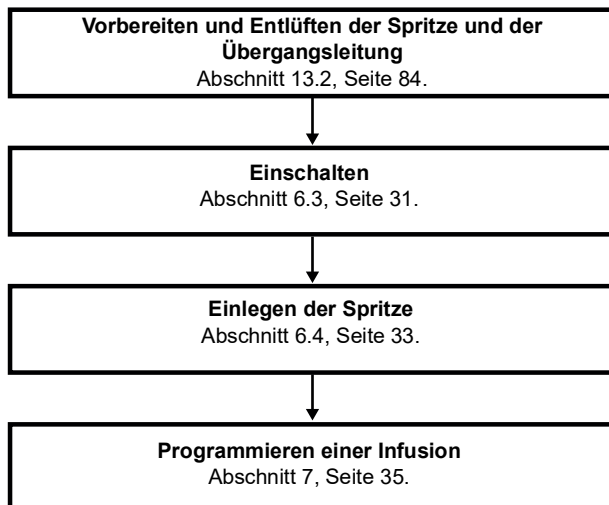 Vorbereiten und Entlüften der Spritze und der
Übergangsleitung
Abschnitt 13.2, Seite 84.
Einschalten
Abschnitt 6.3, Seite 31.
Einlegen der Spritze
Abschnitt 6.4, Seite 33.
Programmieren einer Infusion
Abschnitt 7, Seite 35.